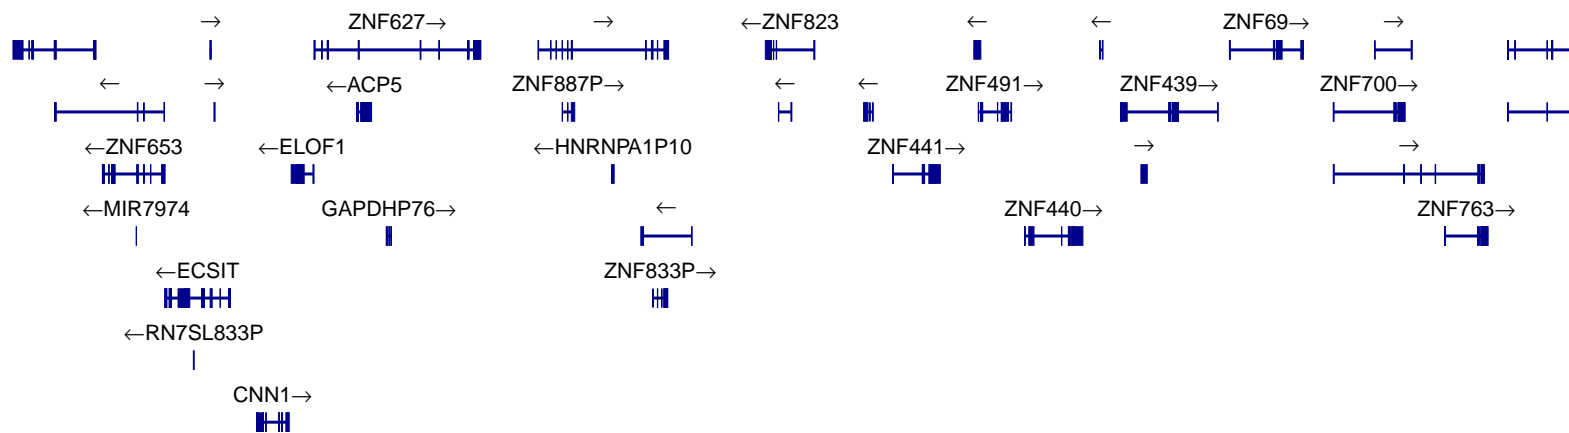 → ZNF627→ → ←ZNF823 ← ← ZNF69→ →
← → ←ACP5 ZNF887P→ ← ← ZNF491→ ZNF439→ ZNF700→
←ZNF653 ←ELOF1 ←HNRNPA1P10 ZNF441→ → →
←MIR7974 GAPDHP76→ ← ZNF440→ ZNF763→
←ECSIT ZNF833P→
←RN7SL833P
CNN1→